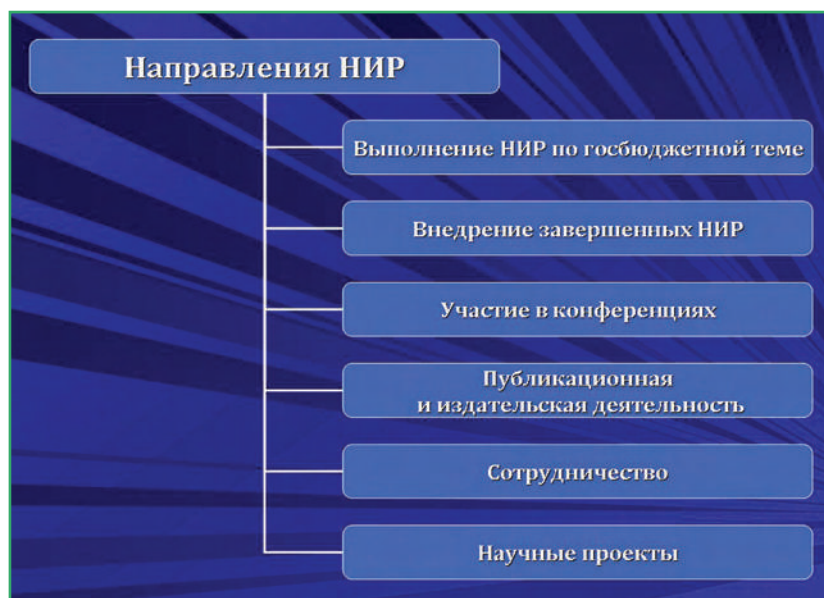 Направления НИР
Выполнение НИР по госбюджетной теме
Внедрение завершенных НИР
Участие в конференциях
Публикационная
и издательская деятельность
Сотрудничество
Научные проекты